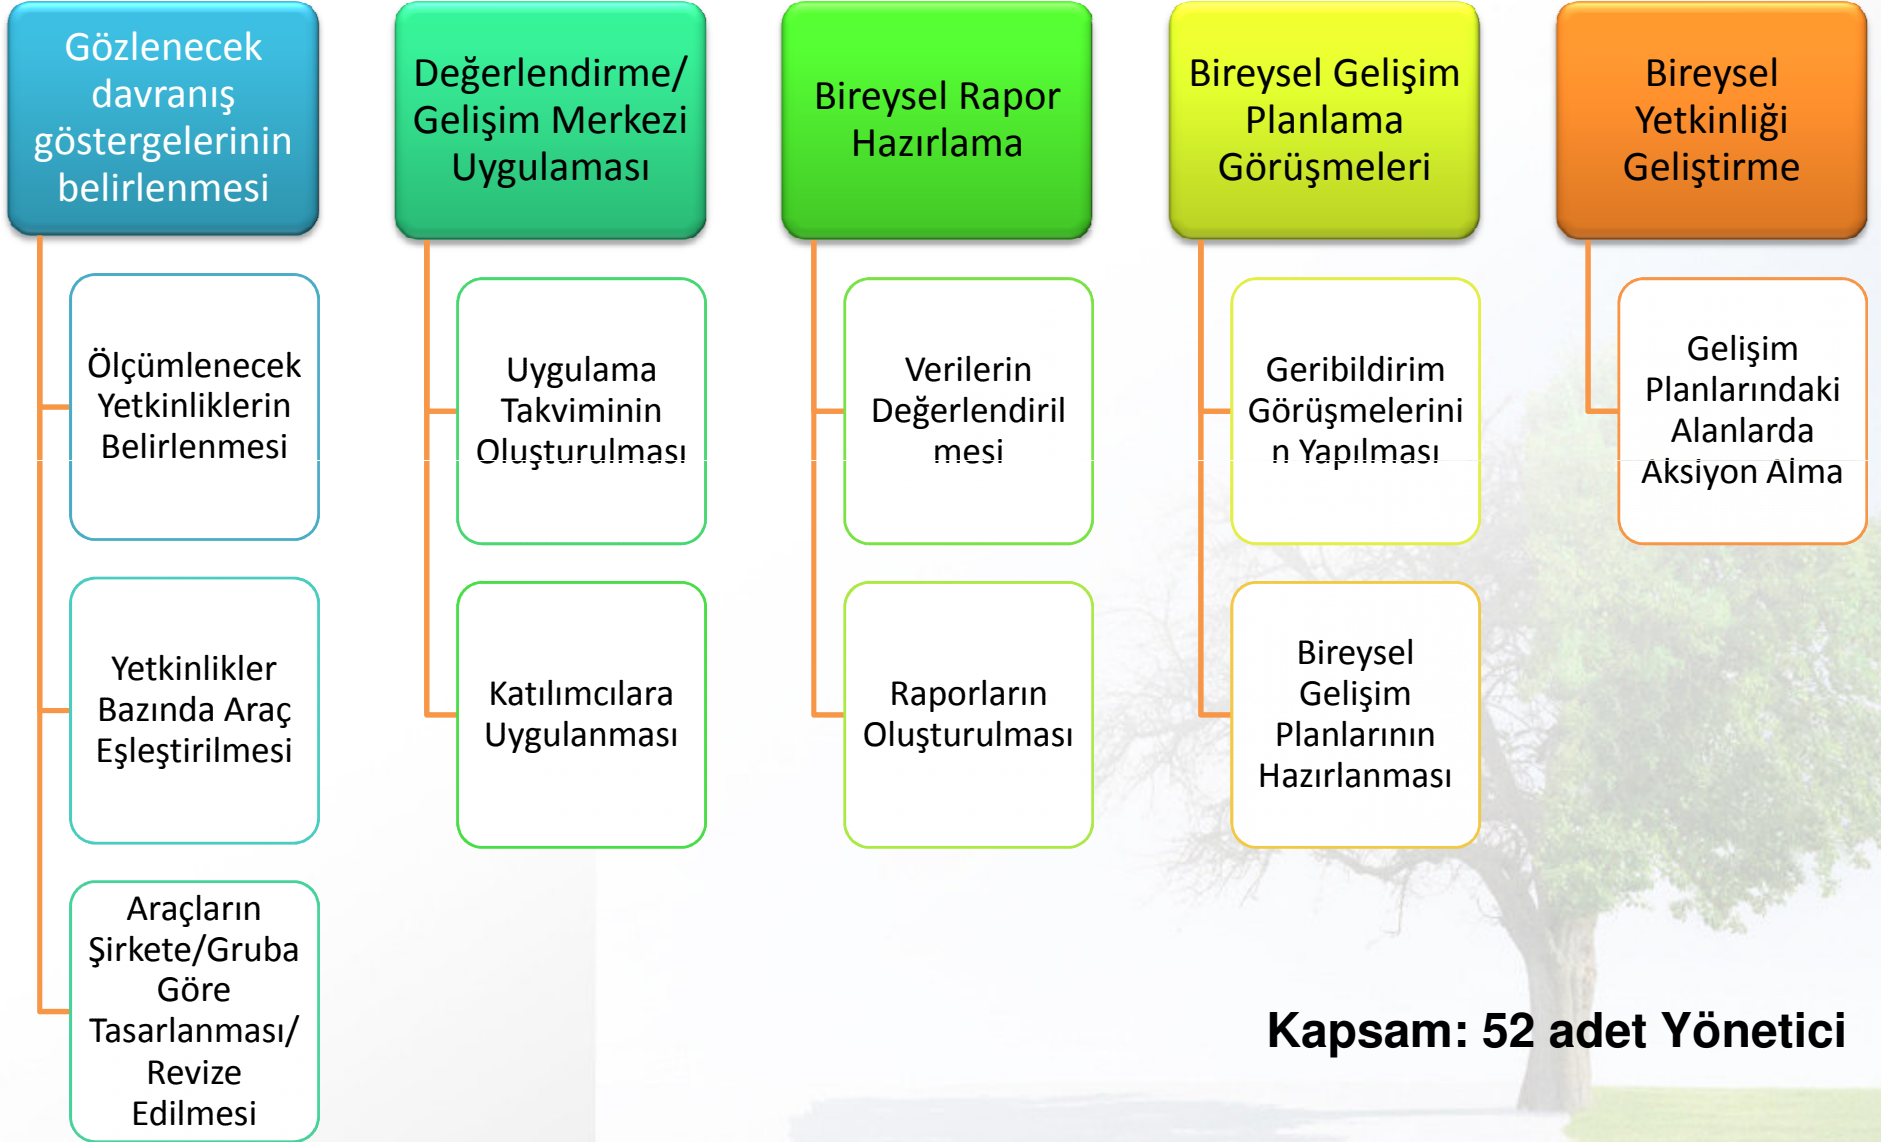 Gözlenecek
davranış
göstergelerinin
belirlenmesi
Ölçümlenecek
Yetkinliklerin
Belirlenmesi
Yetkinlikler
Bazında Araç
Eşleştirilmesi
Araçların
Şirkete/Gruba
Göre
Tasarlanması/
Revize
Edilmesi
Değerlendirme/
Gelişim Merkezi
Uygulaması
Uygulama
Takviminin
Oluşturulması
Katılımcılara
Uygulanması
Bireysel Rapor
Hazırlama
Verilerin
Değerlendiril
mesi
Raporların
Oluşturulması
Bireysel Gelişim
Planlama
Görüşmeleri
Geribildirim
Görüşmelerini
n Yapılması
Bireysel
Gelişim
Planlarının
Hazırlanması
Bireysel
Yetkinliği
Geliştirme
Gelişim
Planlarındaki
Alanlarda
Aksiyon Alma
Kapsam: 52 adet Yönetici